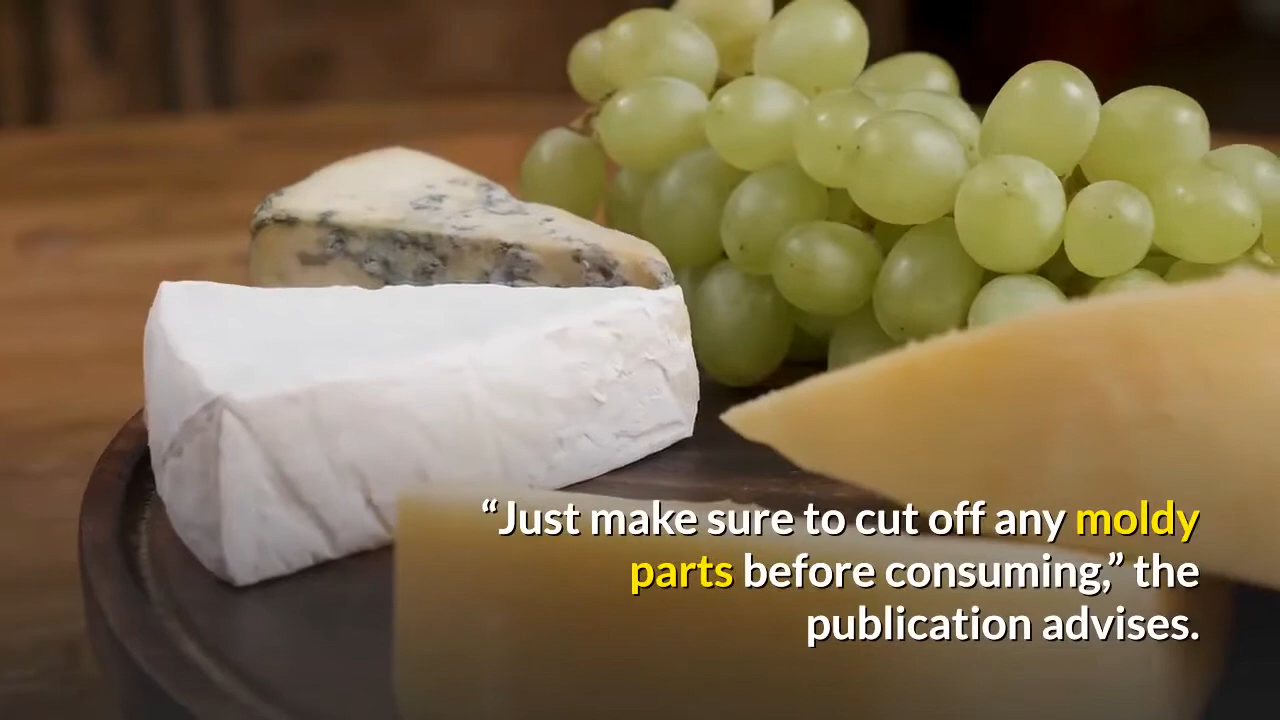 “Just make sure to cut off any moldy
parts before consuming,” the
publication advises.